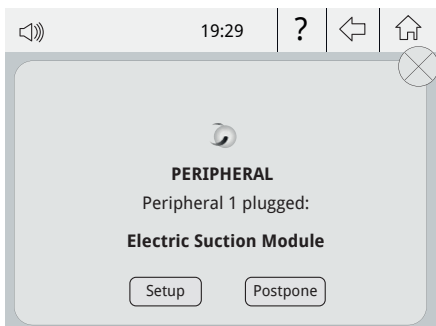 19:29 ?
PERIPHERAL
Peripheral 1 plugged:
Electric Suction Module
Setup Postpone